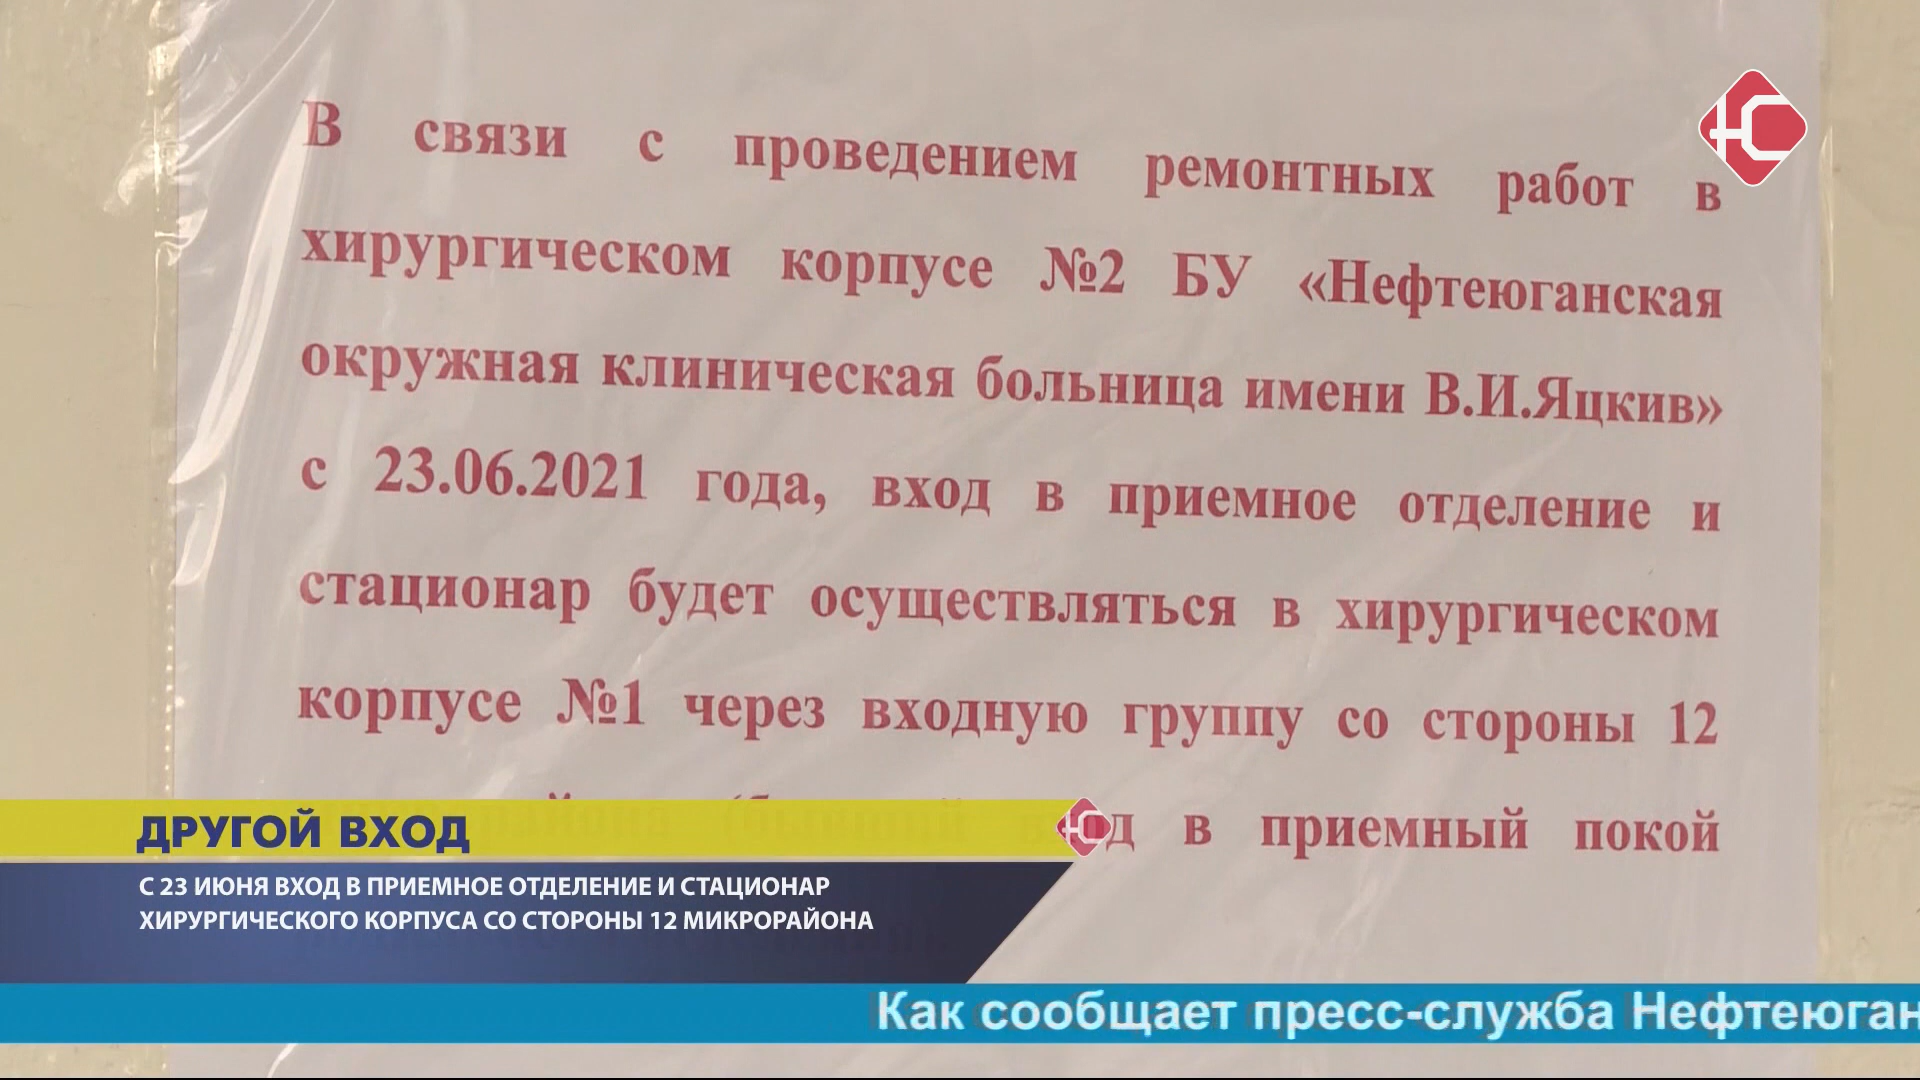 В связи с проведением ремонтных работ в
хирургическом корпусе №2 БУ «Нефтеюганская
окружная клиническая больница имени В.И.Яцкив»
с 23.06.2021 года, вход в приемное отделение и
стационар будет осуществляться в хирургическом
корпусе №1 через входную группу со стороны 12
в приемный покой
ДРУГОЙ ВХОД
С 23 ИЮНЯ ВХОД В ПРИЕМНОЕ ОТДЕЛЕНИЕ И СТАЦИОНАР
ХИРУРГИЧЕСКОГО КОРПУСА СО СТОРОНЫ 12 МИКРОРАЙОНА
Как сообщает пресс-служба Нефтеюган